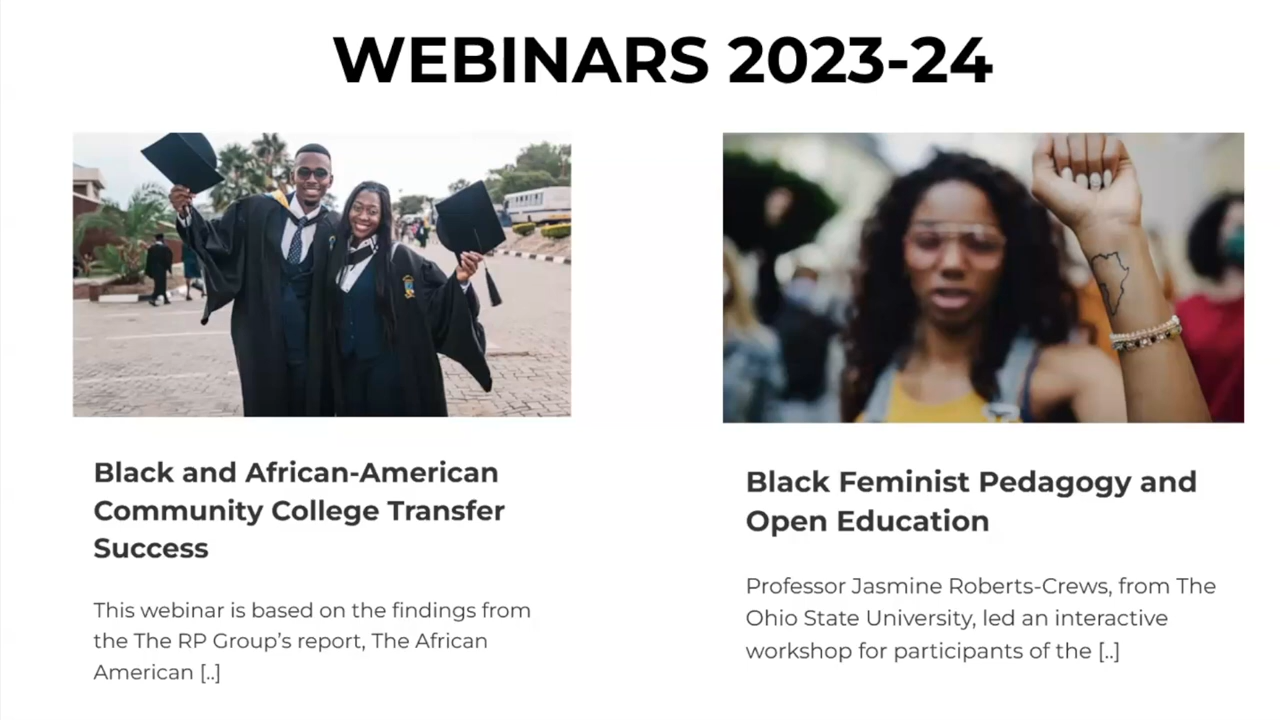 WEBINARS 2023-24
Black and African-American
Community College Transfer
Success
This webinar is based on the findings from
the The RP Group’s report, The African
American [..]
Black Feminist Pedagogy and
Open Education
Professor Jasmine Roberts-Crews, from The
Ohio State University, led an interactive
workshop for participants of the [..]